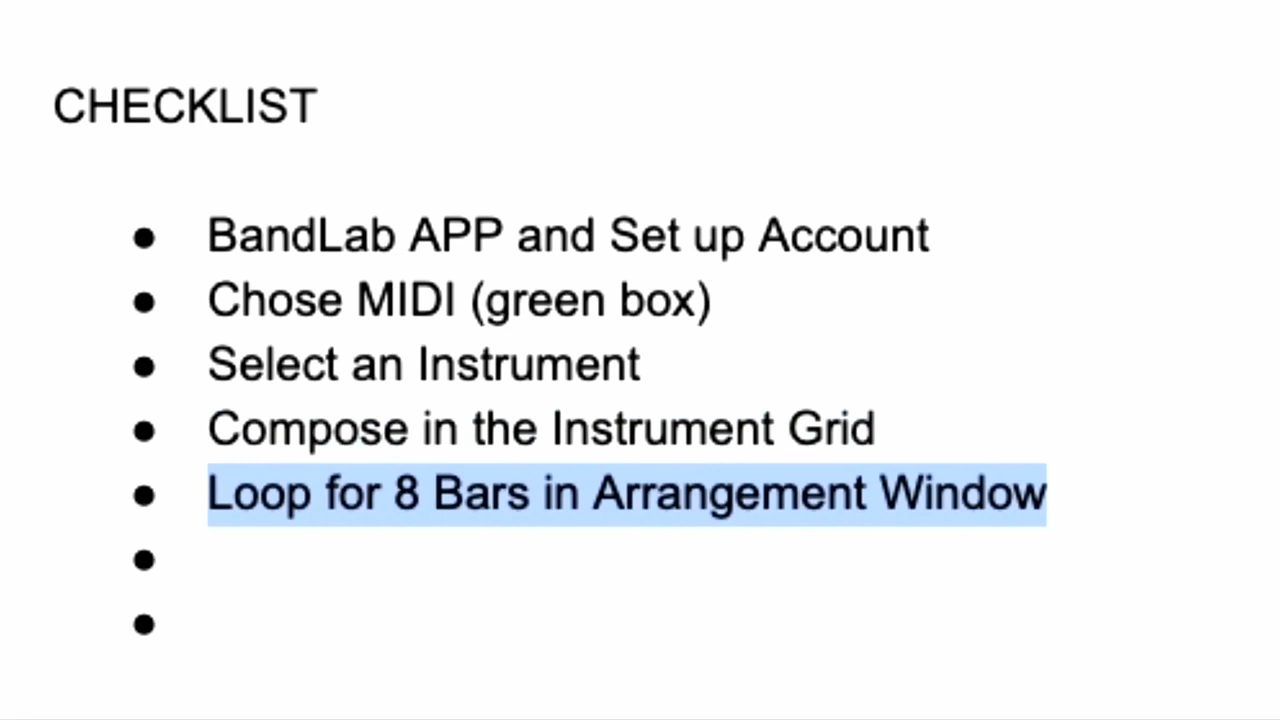 CHECKLIST
● BandLab APP and Set up Account
● Chose MIDI (green box)
● Select an Instrument
● Compose in the Instrument Grid
● Loop for 8 Bars in Arrangement Window
●
●